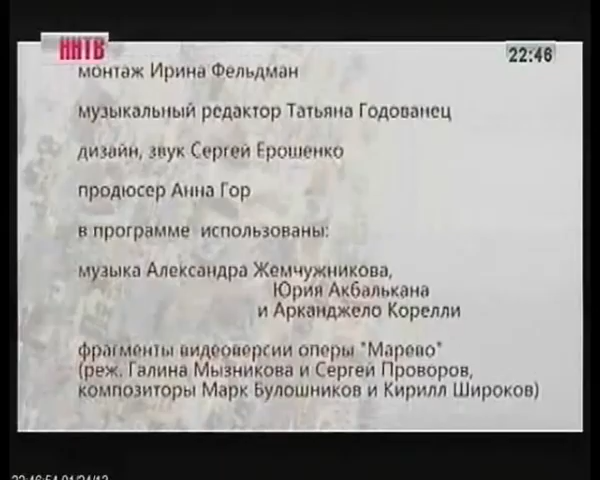 ННТВ
22:46
монтаж Ирина Фельдман
музыкальный редактор Татьяна Годованец
дизайн, звук Сергей Ерошенко
продюсер Анна Гор
в программе использованы:
музыка Александра Жемчужникова,
Юрия Акбалькана
и Арканджело Корелли
фрагменты видеоверсии оперы "Марево"
(реж. Галина Мызникова и Сергей Проворов,
композиторы Марк Булошников и Кирилл Широков)